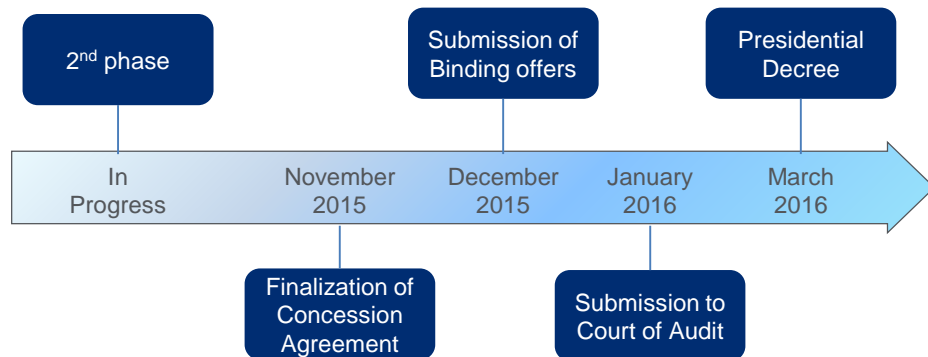 2nd phase
Submission of
Binding offers
Presidential
Decree
In
Progress
November
2015
December
2015
January
2016
March
2016
Finalization of
Concession
Agreement
Submission to
Court of Audit